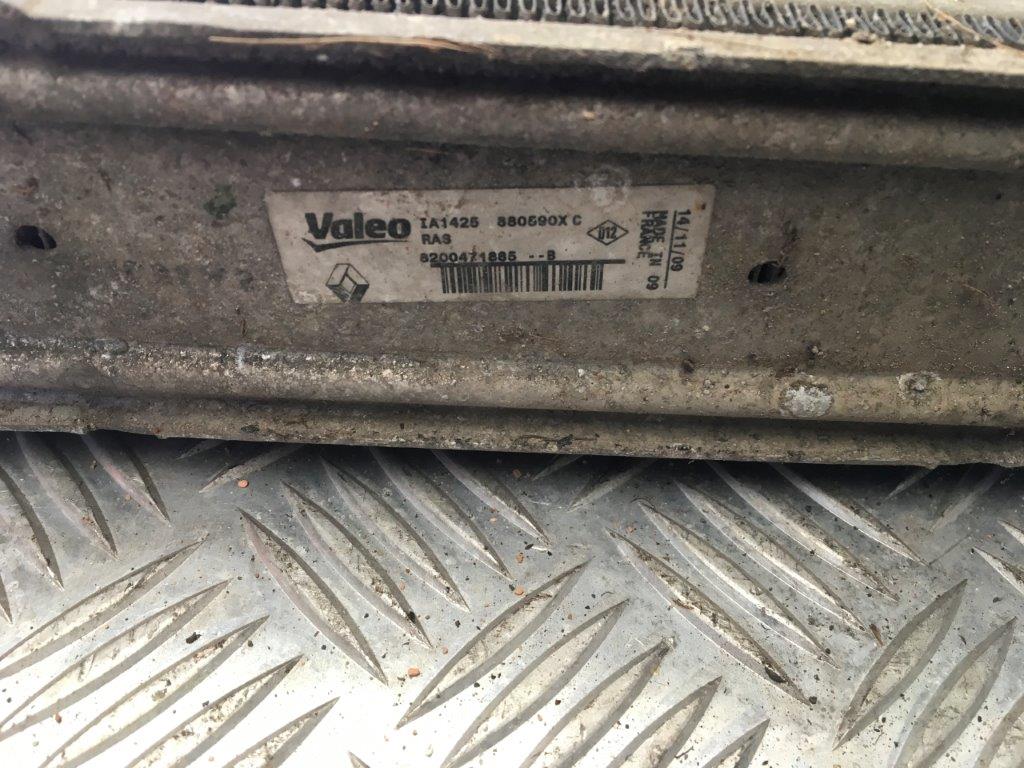 Valeo
IA1425 880590X C
RAS
8200471885 --B
D12
14/11/09
MADE IN 09
FRANCE